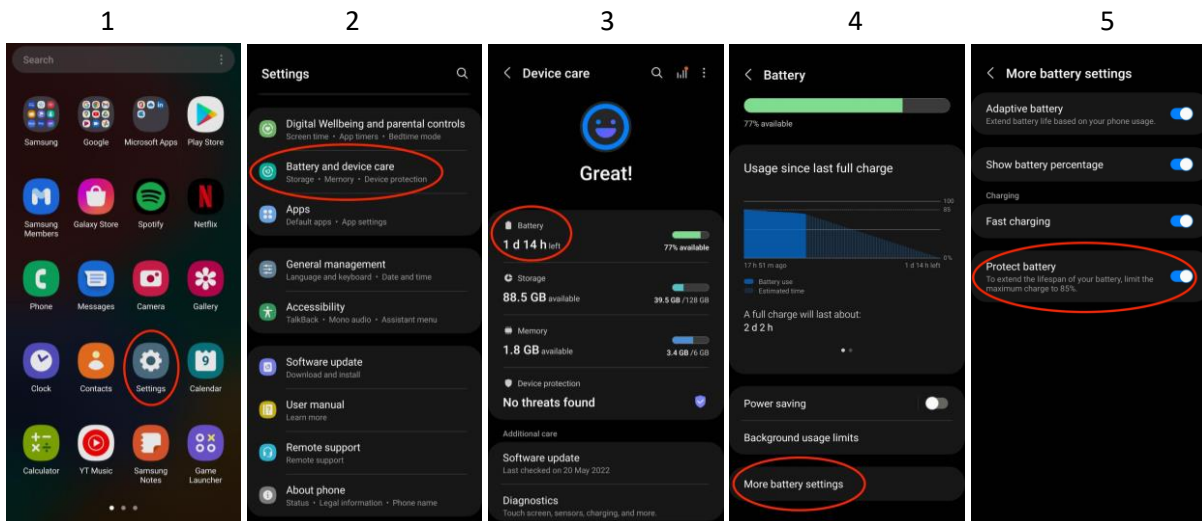 1
2
3
4
5
Search
Samsung
Google
Microsoft Apps
Play Store
Samsung
Members
Galaxy Store
Spotify
Netflix
Phone
Messages
Camera
Gallery
Clock
Contacts
Settings
9
Calendar
Calculator
YT Music
Samsung
Notes
Game
Launcher
Settings
Digital Wellbeing and parental controls
Screen time • App timers • Bedtime mode
Battery and device care
Storage • Memory • Device protection
Apps
Default apps • App settings
General management
Language and keyboard • Date and time
Accessibility
TalkBack • Mono audio • Assistant menu
Software update
Download and install
User manual
Learn more
Remote support
Remote support
About phone
Status • Legal information • Phone name
Device care
Great!
Battery
1 d 14 h left
77% available
Storage
88.5 GB available
39.5 GB /128 GB
Memory
1.8 GB available
3.4 GB /6 GB
Device protection
No threats found
Additional care
Software update
Last checked on 20 May 2022
Diagnostics
Touch screen, sensors, charging, and more.
Battery
77% available
Usage since last full charge
100
85
0%
17 h 51 m ago
1 d 14 h left
Battery use
Estimated time
A full charge will last about:
2 d 2 h
Power saving
Background usage limits
More battery settings
More battery settings
Adaptive battery
Extend battery life based on your phone usage.
Show battery percentage
Charging
Fast charging
Protect battery
To extend the lifespan of your battery, limit the
maximum charge to 85%.